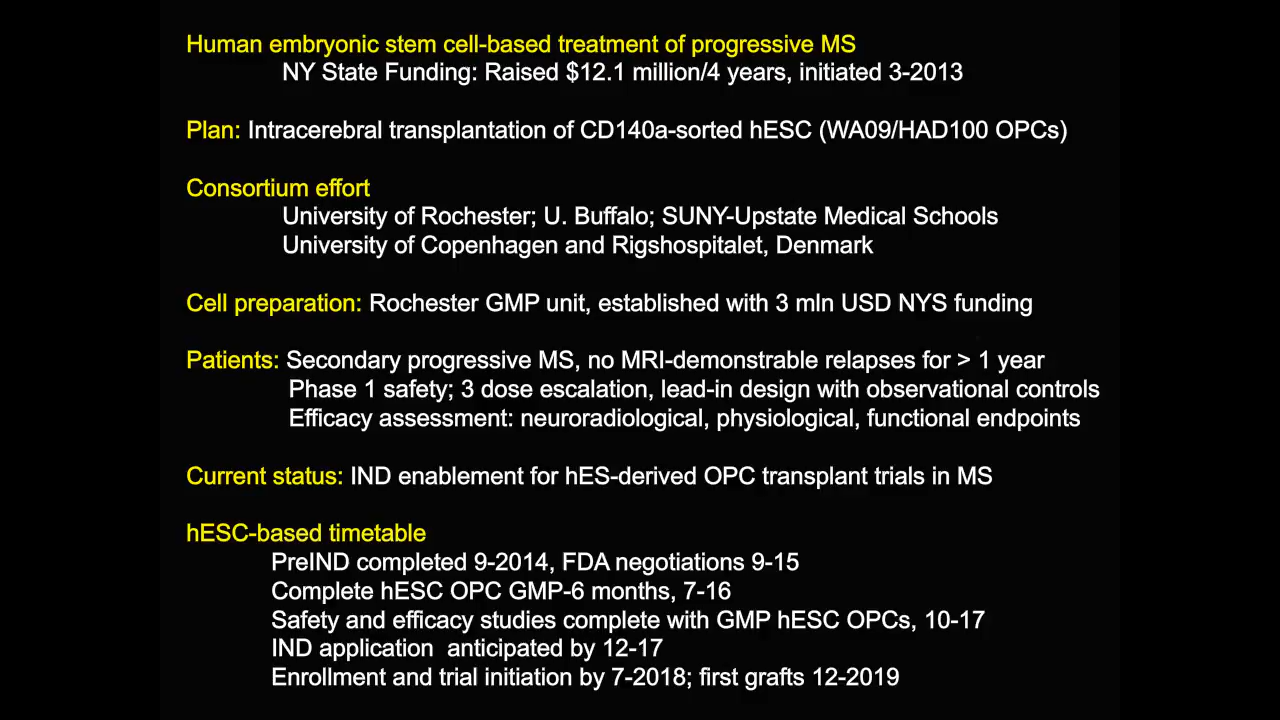 Human embryonic stem cell-based treatment of progressive MS
NY State Funding: Raised $12.1 million/4 years, initiated 3-2013
Plan: Intracerebral transplantation of CD140a-sorted hESC (WA09/HAD100 OPCs)
Consortium effort
University of Rochester; U. Buffalo; SUNY-Upstate Medical Schools
University of Copenhagen and Rigshospitalet, Denmark
Cell preparation: Rochester GMP unit, established with 3 mln USD NYS funding
Patients: Secondary progressive MS, no MRI-demonstrable relapses for > 1 year
Phase 1 safety; 3 dose escalation, lead-in design with observational controls
Efficacy assessment: neuroradiological, physiological, functional endpoints
Current status: IND enablement for hES-derived OPC transplant trials in MS
hESC-based timetable
PreIND completed 9-2014, FDA negotiations 9-15
Complete hESC OPC GMP-6 months, 7-16
Safety and efficacy studies complete with GMP hESC OPCs, 10-17
IND application anticipated by 12-17
Enrollment and trial initiation by 7-2018; first grafts 12-2019